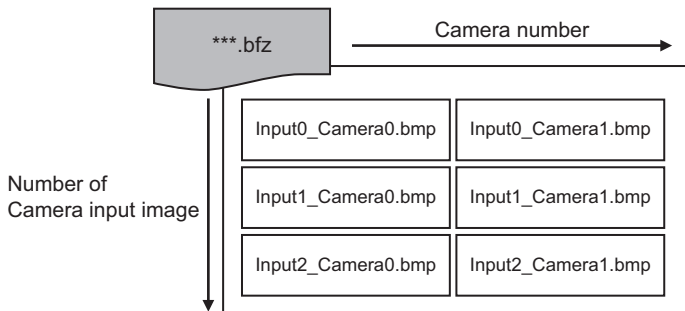 ***.bfz
Camera number
Input0_Camera0.bmp
Input0_Camera1.bmp
Number of
Camera input image
Input1_Camera0.bmp
Input1_Camera1.bmp
Input2_Camera0.bmp
Input2_Camera1.bmp